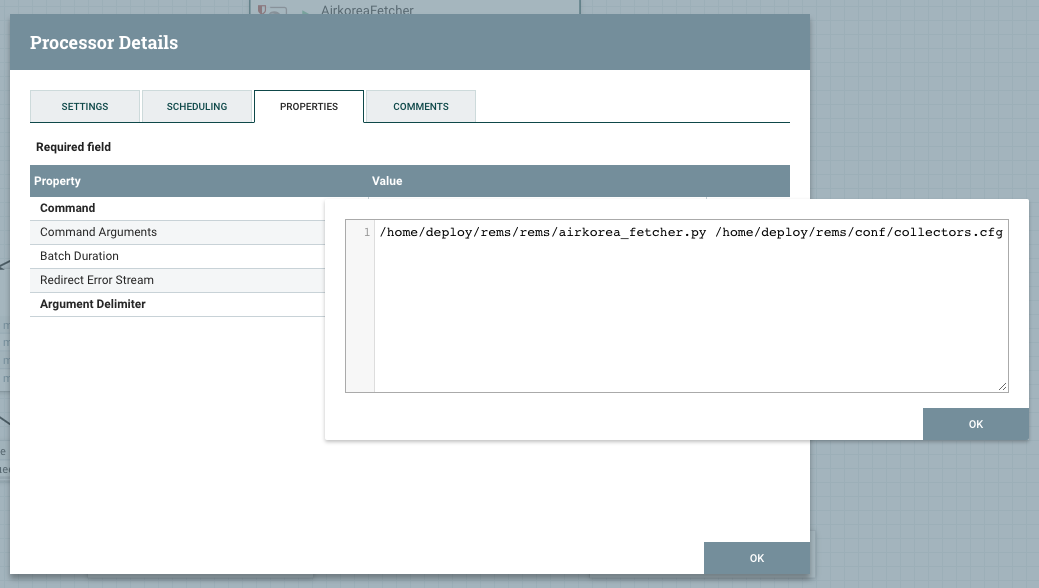 AirkoreaFetcher
Processor Details
SETTINGS
SCHEDULING
PROPERTIES
COMMENTS
Required field
Property Value
Command
Command Arguments
Batch Duration
Redirect Error Stream
Argument Delimiter
1 /home/deploy/rems/rems/airkorea_fetcher.py /home/deploy/rems/conf/collectors.cfg
OK
OK